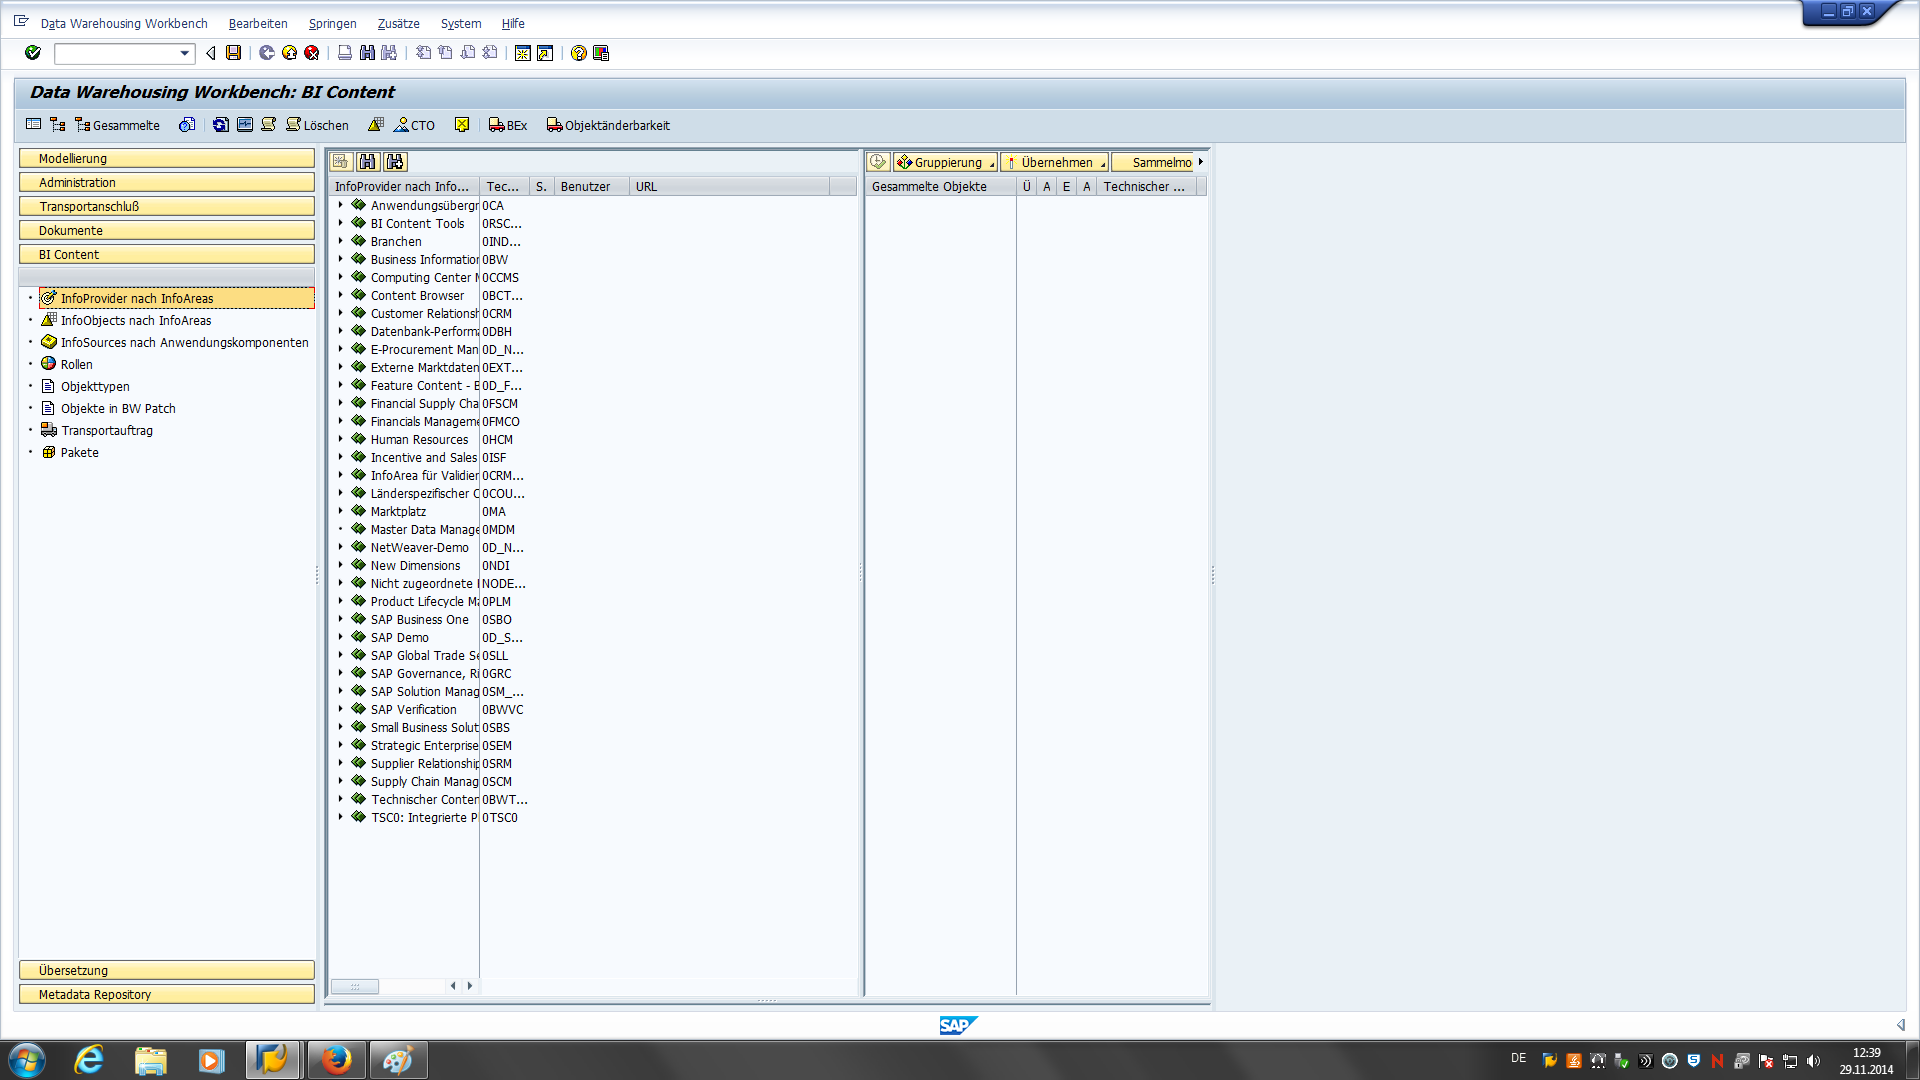 Data Warehousing Workbench Bearbeiten Springen Zusätze System Hilfe
Data Warehousing Workbench: BI Content
Gesammelte Löschen CTO BEx Objektänderbarkeit
Modellierung
Administration
Transportanschluß
Dokumente
BI Content
InfoProvider nach InfoAreas
InfoObjects nach InfoAreas
InfoSources nach Anwendungskomponenten
Rollen
Objekttypen
Objekte in BW Patch
Transportauftrag
Pakete
Übersetzung
Metadata Repository
InfoProvider nach Info... Tec... S. Benutzer URL
Anwendungsübergr 0CA
BI Content Tools 0RSC...
Branchen 0IND...
Business Information 0BW
Computing Center M 0CCMS
Content Browser 0BCT...
Customer Relationsh 0CRM
Datenbank-Performa 0DBH
E-Procurement Man 0D_N...
Externe Marktdaten 0EXT...
Feature Content - B 0D_F...
Financial Supply Cha 0FSCM
Financials Manageme 0FMCO
Human Resources 0HCM
Incentive and Sales 0ISF
InfoArea für Validier 0CRM...
Länderspezifischer C 0COU...
Marktplatz 0MA
Master Data Manage 0MDM
NetWeaver-Demo 0D_N...
New Dimensions 0NDI
Nicht zugeordnete I NODE...
Product Lifecycle Ma 0PLM
SAP Business One 0SBO
SAP Demo 0D_S...
SAP Global Trade Se 0SLL
SAP Governance, Ri 0GRC
SAP Solution Manag 0SM_...
SAP Verification 0BWVC
Small Business Solut 0SBS
Strategic Enterprise 0SEM
Supplier Relationship 0SRM
Supply Chain Manag 0SCM
Technischer Conten 0BWT...
TSC0: Integrierte P 0TSC0
Gruppierung Übernehmen Sammelmo
Gesammelte Objekte Ü A E A Technischer ...
SAP
DE
12:39
29.11.2014